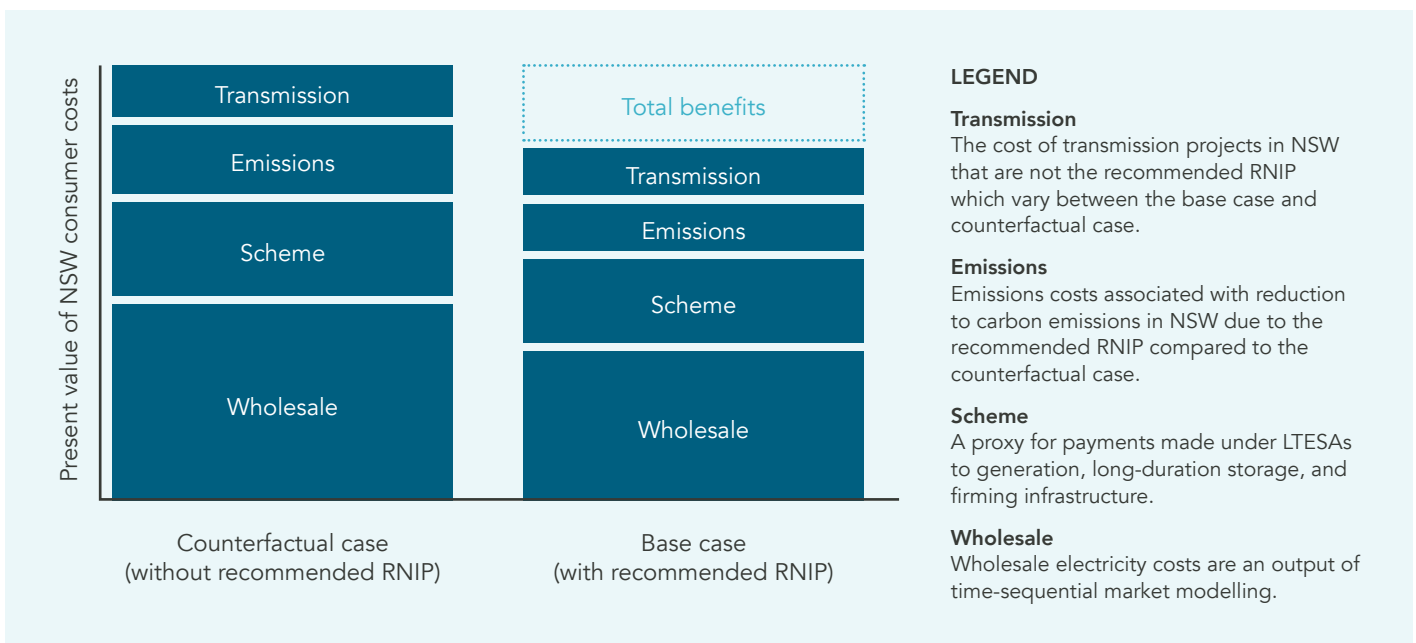 Present value of NSW consumer costs
Transmission
Emissions
Scheme
Wholesale
Total benefits
Transmission
Emissions
Scheme
Wholesale
Counterfactual case
(without recommended RNIP)
Base case
(with recommended RNIP)
LEGEND
Transmission
The cost of transmission projects in NSW
that are not the recommended RNIP
which vary between the base case and
counterfactual case.
Emissions
Emissions costs associated with reduction
to carbon emissions in NSW due to the
recommended RNIP compared to the
counterfactual case.
Scheme
A proxy for payments made under LTESAs
to generation, long-duration storage, and
firming infrastructure.
Wholesale
Wholesale electricity costs are an output of
time-sequential market modelling.